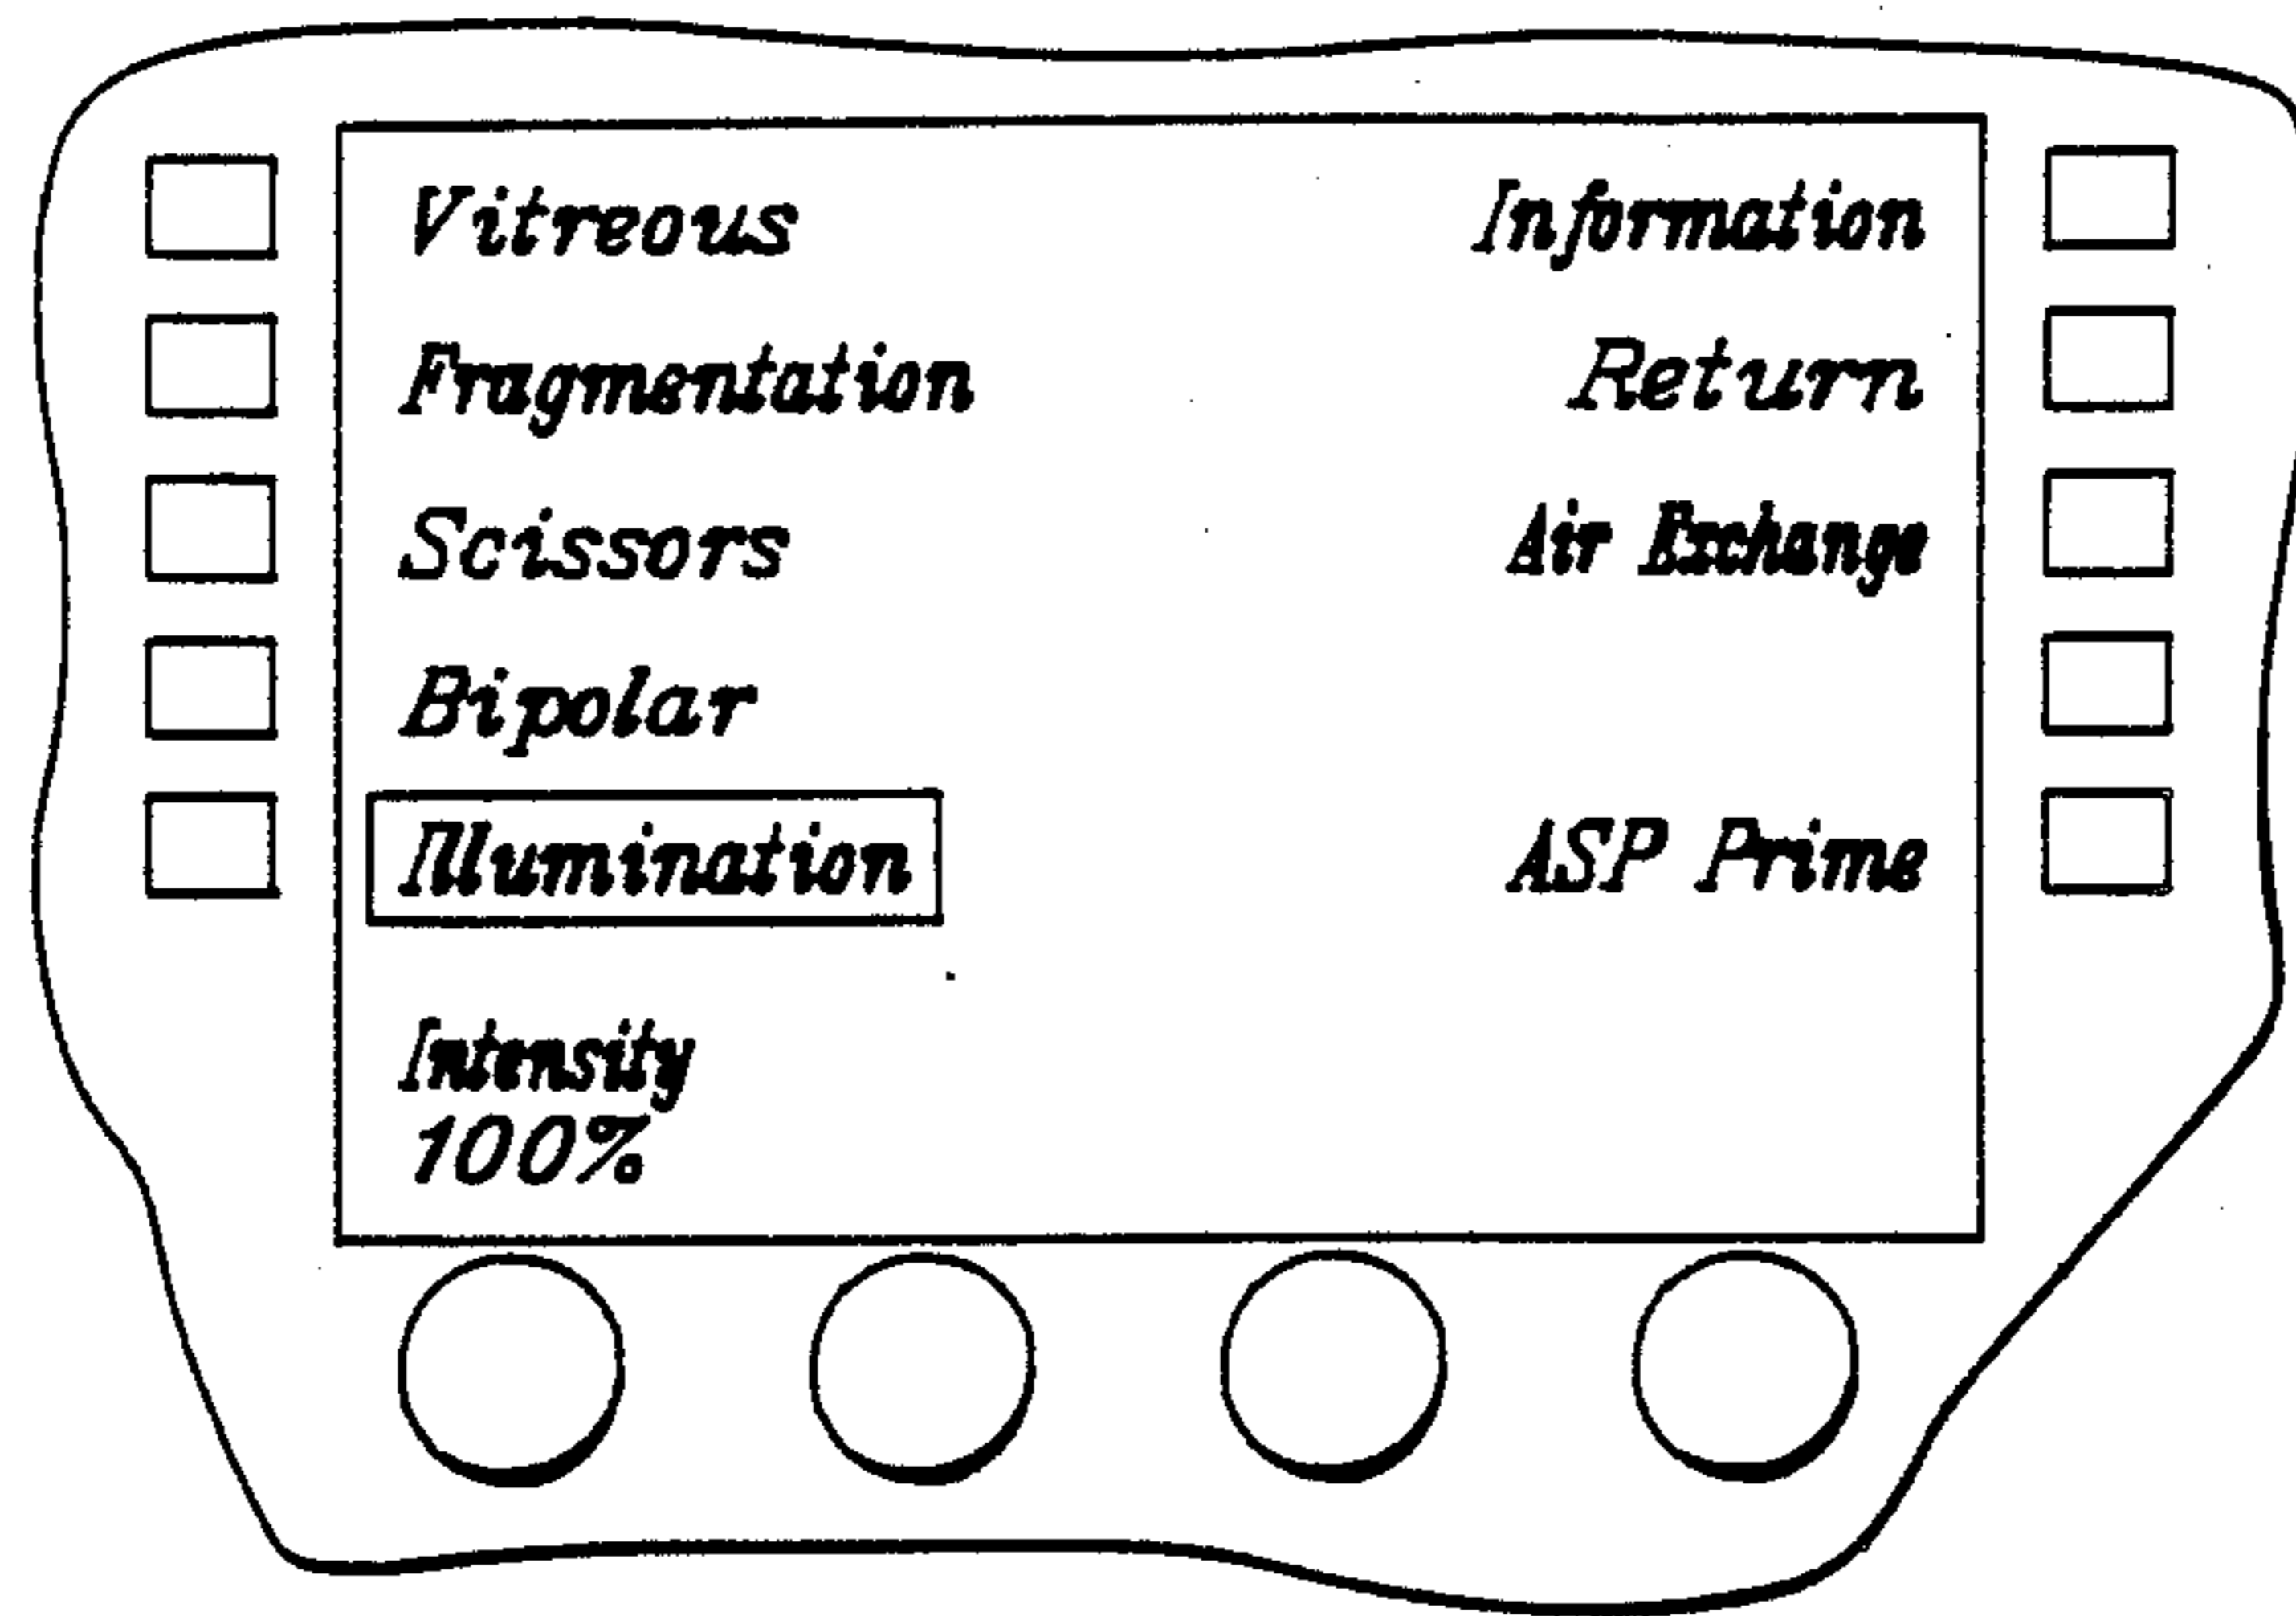 Vitreous
Information
Fragmentation
Return
Scissors
Air Exchange
Bipolar
Illumination
ASP Prime
Intensity
100%